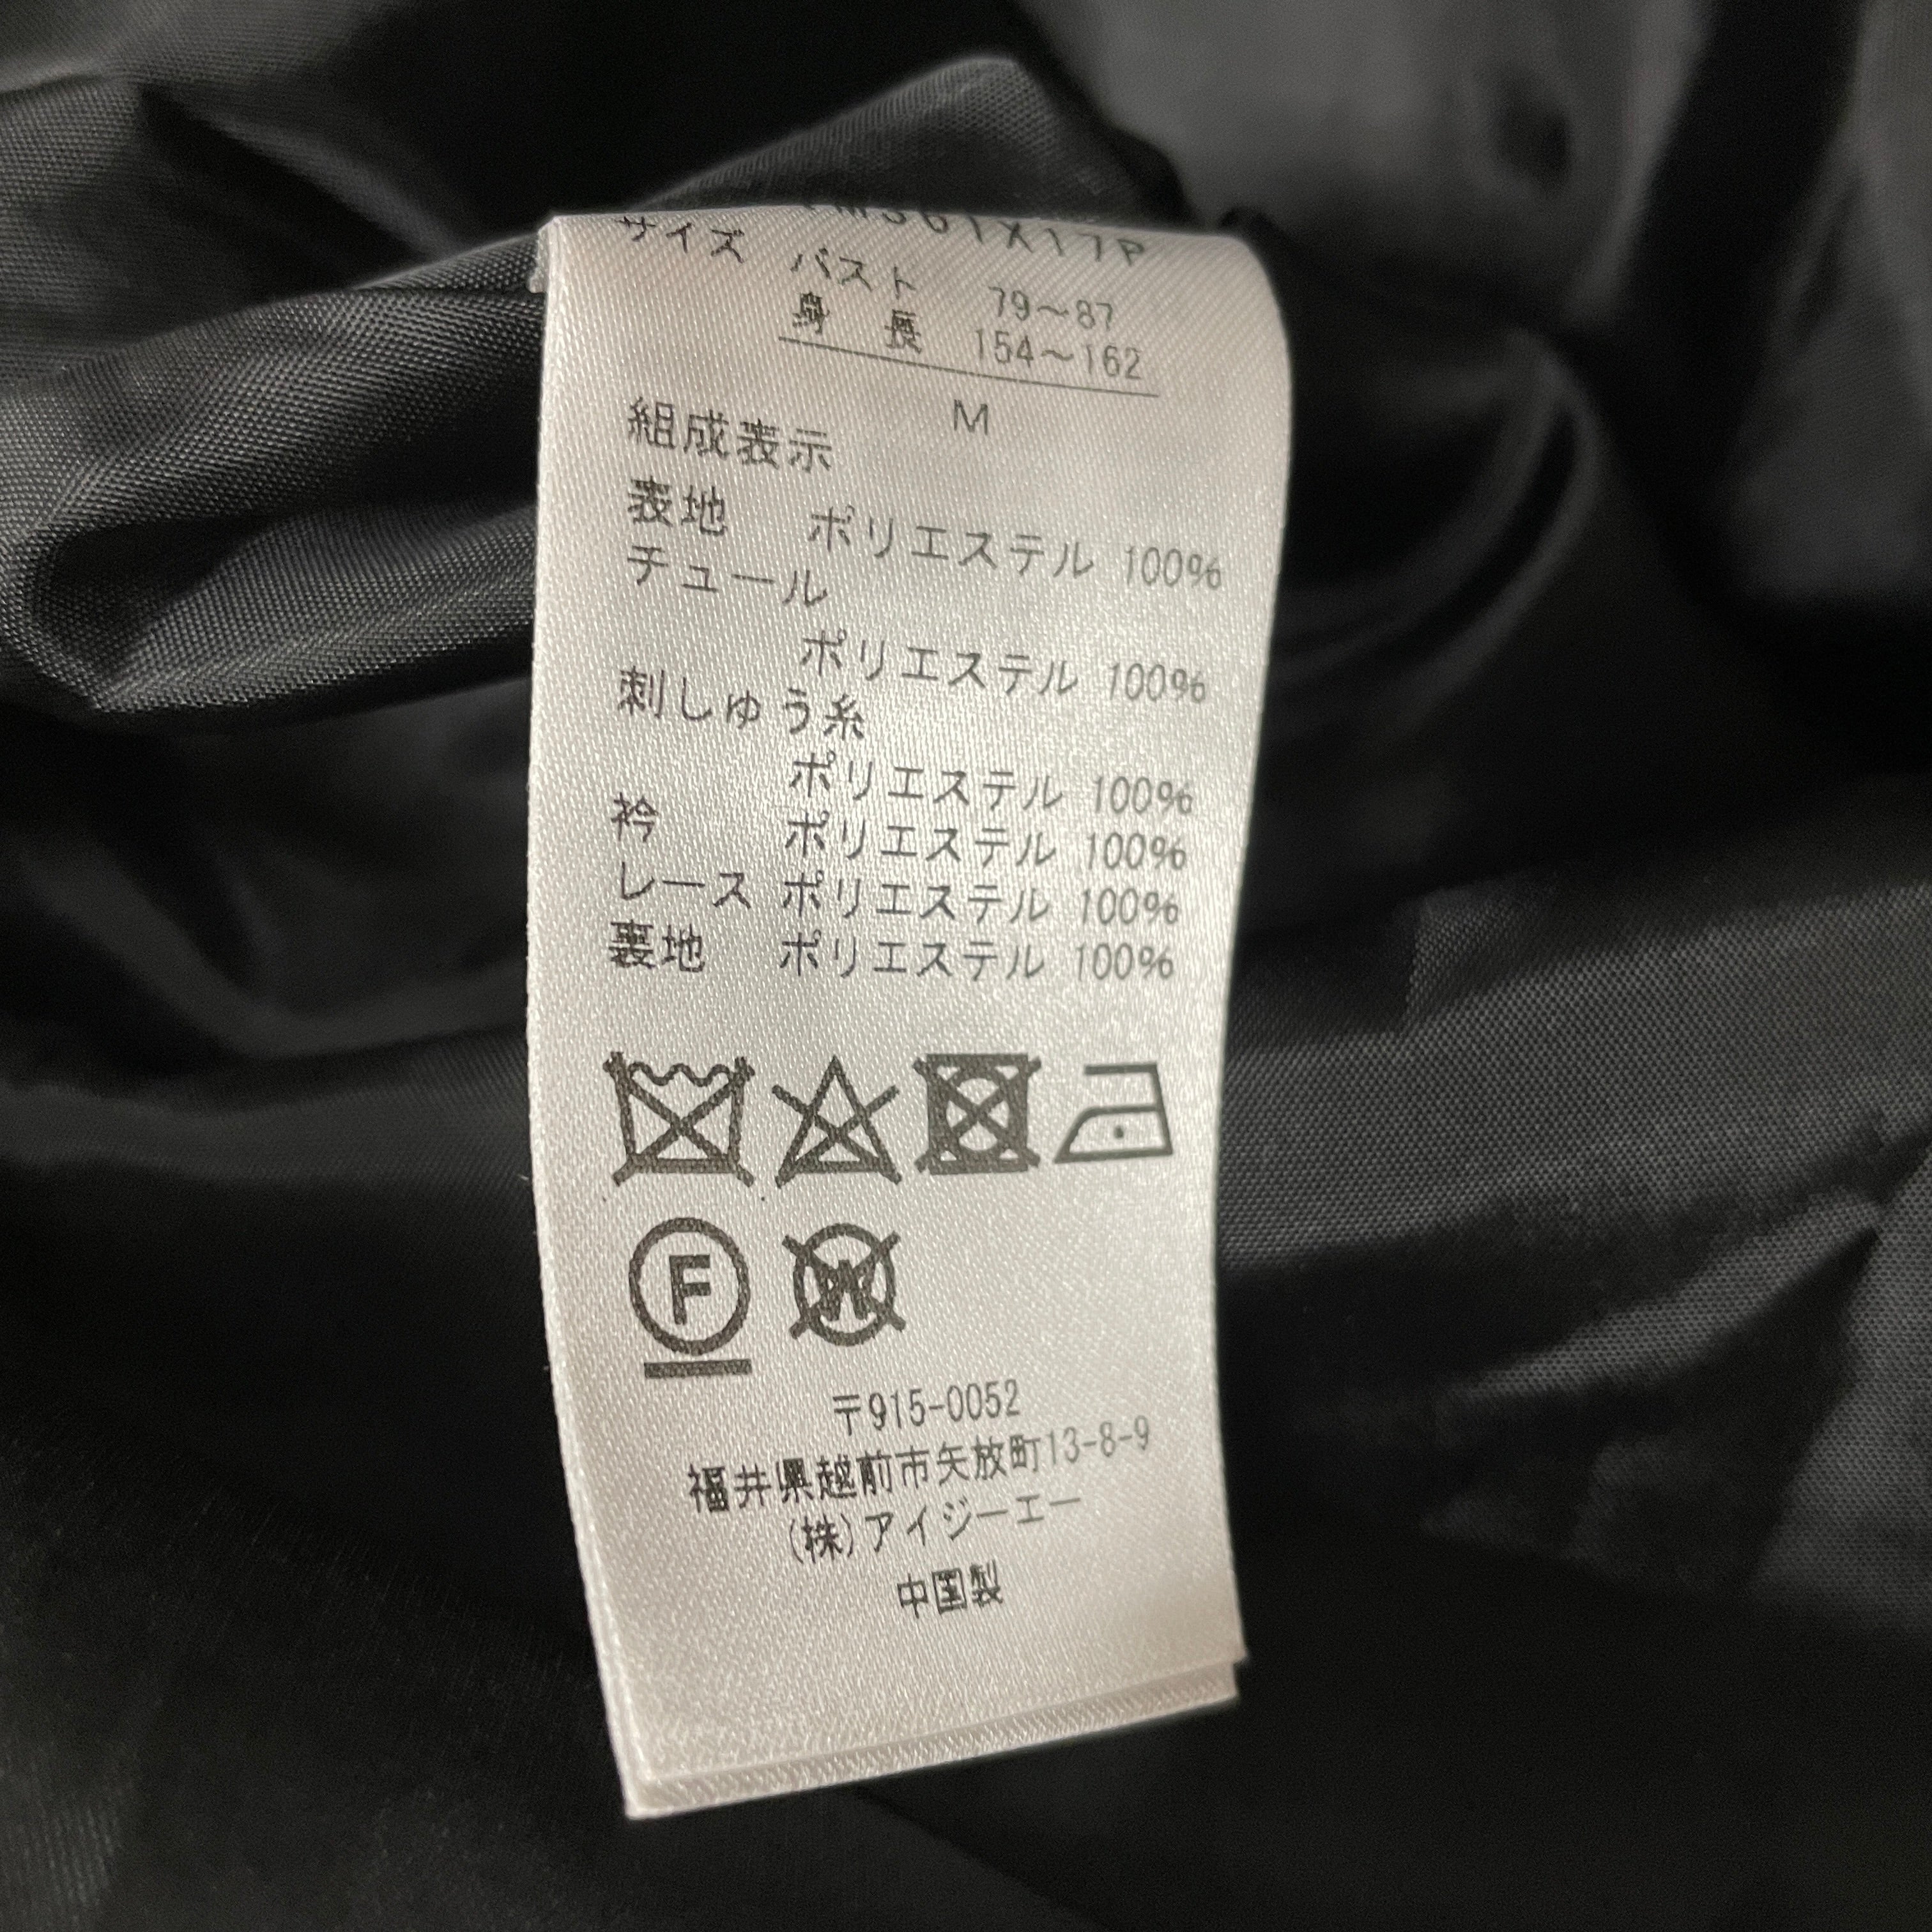 サイズ バスト 79～87
身長 154～162
M
組成表示
表地 ポリエステル 100%
チュール
ポリエステル 100%
刺しゅう糸
ポリエステル 100%
衿 ポリエステル 100%
レース ポリエステル 100%
裏地 ポリエステル 100%
F W
〒915-0052
福井県越前市矢放町13-8-9
(株)アイジーエー
中国製